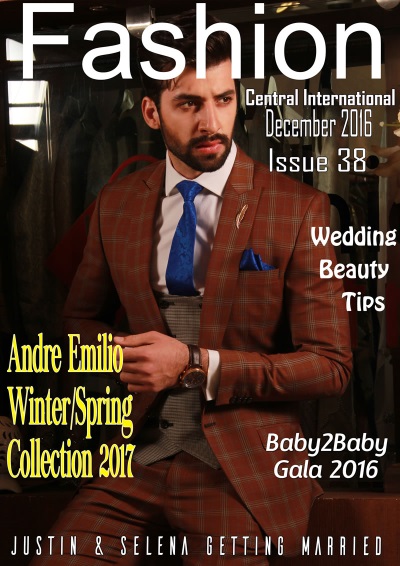 Fashion
Central International
December 2016
Issue 38
Wedding
Beauty
Tips
Andre Emilio
Winter/Spring
Collection 2017
Baby2Baby
Gala 2016
JUSTIN & SELENA GETTING MARRIED